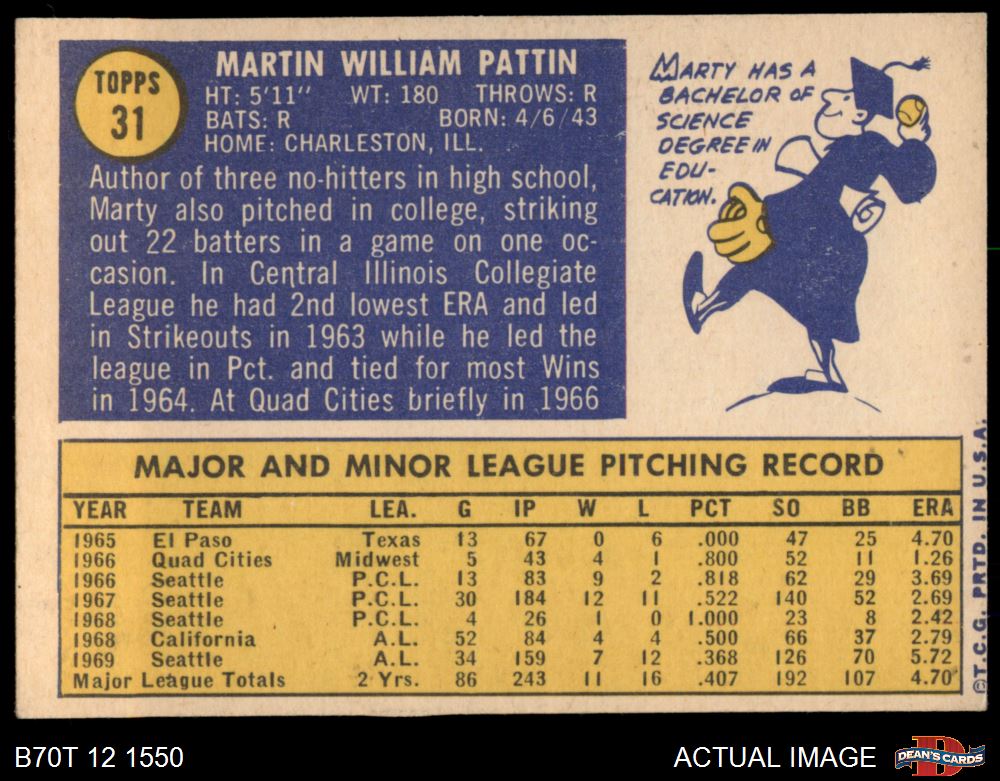 TOPPS
31
MARTIN WILLIAM PATTIN
HT: 5'11" WT: 180 THROWS: R
BATS: R BORN: 4/6/43
HOME: CHARLESTON, ILL.
Author of three no-hitters in high school,
Marty also pitched in college, striking
out 22 batters in a game on one oc-
casion. In Central Illinois Collegiate
League he had 2nd lowest ERA and led
in Strikeouts in 1963 while he led the
league in Pct. and tied for most Wins
in 1964. At Quad Cities briefly in 1966
MARTY HAS A
BACHELOR OF
SCIENCE
DEGREE IN
EDU-
CATION.
MAJOR AND MINOR LEAGUE PITCHING RECORD
YEAR TEAM LEA. G IP W L PCT SO BB ERA
1965 El Paso Texas 13 67 0 6 .000 47 25 4.70
1966 Quad Cities Midwest 5 43 4 1 .800 52 11 1.26
1966 Seattle P.C.L. 13 83 9 2 .818 62 29 3.69
1967 Seattle P.C.L. 30 184 12 11 .522 140 52 2.69
1968 Seattle P.C.L. 4 26 1 0 1.000 23 8 2.42
1968 California A.L. 52 84 4 4 .500 66 37 2.79
1969 Seattle A.L. 34 159 7 12 .368 126 70 5.72
Major League Totals 2 Yrs. 86 243 11 16 .407 192 107 4.70
©T.C.G. PRTD. IN U.S.A.
B70T 12 1550
ACTUAL IMAGE
DEAN'S CARDS